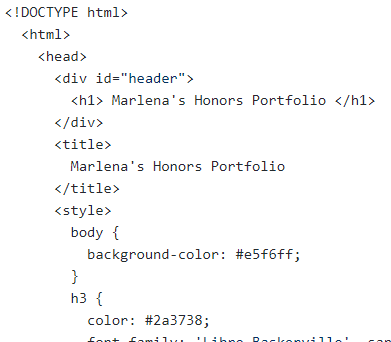 <!DOCTYPE html>
<html>
<head>
<div id="header">
<h1> Marlena's Honors Portfolio </h1>
</div>
<title>
Marlena's Honors Portfolio
</title>
<style>
body {
background-color: #e5f6ff;
}
h3 {
color: #2a3738;
font-family: 'Libre Baskerville', san